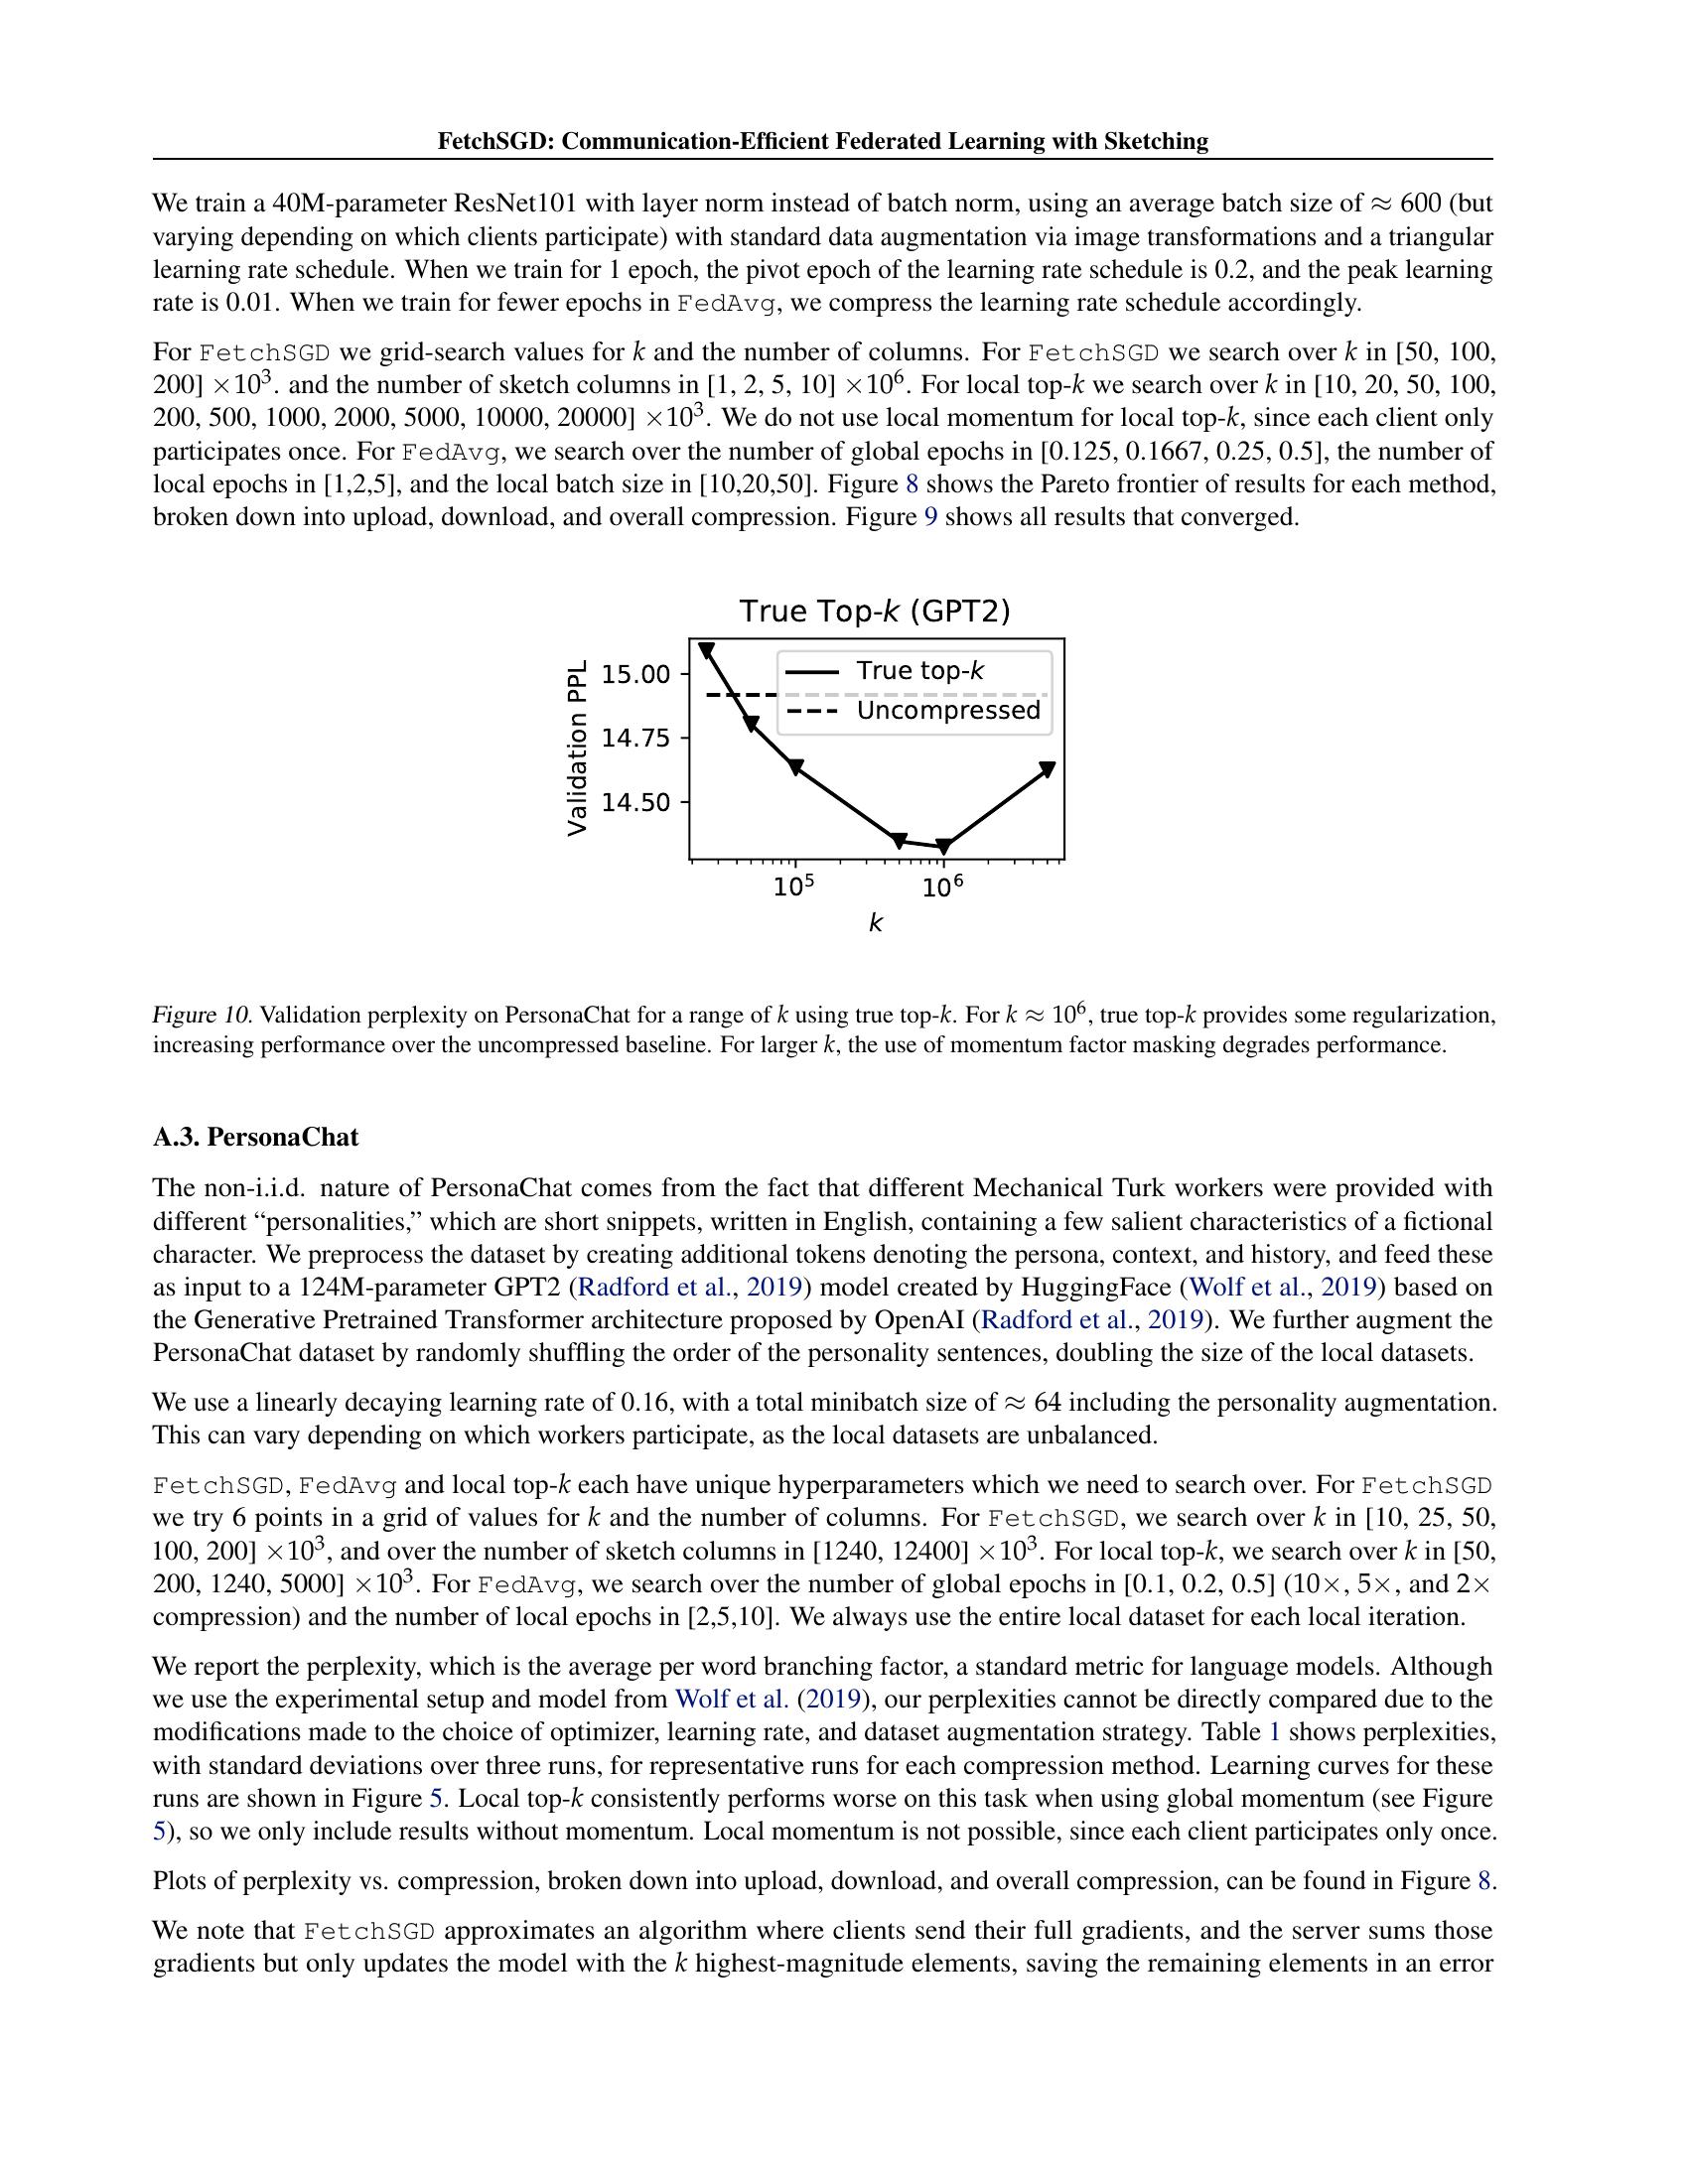 FetchSGD: Communication-Efficient Federated Learning with Sketching
We train a 40M-parameter ResNet101 with layer norm instead of batch norm, using an average batch size of ≈ 600 (but
varying depending on which clients participate) with standard data augmentation via image transformations and a triangular
learning rate schedule. When we train for 1 epoch, the pivot epoch of the learning rate schedule is 0.2, and the peak learning
rate is 0.01. When we train for fewer epochs in FedAvg, we compress the learning rate schedule accordingly.
For FetchSGD we grid-search values for k and the number of columns. For FetchSGD we search over k in [50, 100,
200] ×10³. and the number of sketch columns in [1, 2, 5, 10] ×10⁶. For local top-k we search over k in [10, 20, 50, 100,
200, 500, 1000, 2000, 5000, 10000, 20000] ×10³. We do not use local momentum for local top-k, since each client only
participates once. For FedAvg, we search over the number of global epochs in [0.125, 0.1667, 0.25, 0.5], the number of
local epochs in [1,2,5], and the local batch size in [10,20,50]. Figure 8 shows the Pareto frontier of results for each method,
broken down into upload, download, and overall compression. Figure 9 shows all results that converged.
True Top-k (GPT2)
Validation PPL
15.00
14.75
14.50
True top-k
Uncompressed
10⁵
10⁶
k
Figure 10. Validation perplexity on PersonaChat for a range of k using true top-k. For k ≈ 10⁶, true top-k provides some regularization,
increasing performance over the uncompressed baseline. For larger k, the use of momentum factor masking degrades performance.
A.3. PersonaChat
The non-i.i.d. nature of PersonaChat comes from the fact that different Mechanical Turk workers were provided with
different “personalities,” which are short snippets, written in English, containing a few salient characteristics of a fictional
character. We preprocess the dataset by creating additional tokens denoting the persona, context, and history, and feed these
as input to a 124M-parameter GPT2 (Radford et al., 2019) model created by HuggingFace (Wolf et al., 2019) based on
the Generative Pretrained Transformer architecture proposed by OpenAI (Radford et al., 2019). We further augment the
PersonaChat dataset by randomly shuffling the order of the personality sentences, doubling the size of the local datasets.
We use a linearly decaying learning rate of 0.16, with a total minibatch size of ≈ 64 including the personality augmentation.
This can vary depending on which workers participate, as the local datasets are unbalanced.
FetchSGD, FedAvg and local top-k each have unique hyperparameters which we need to search over. For FetchSGD
we try 6 points in a grid of values for k and the number of columns. For FetchSGD, we search over k in [10, 25, 50,
100, 200] ×10³, and over the number of sketch columns in [1240, 12400] ×10³. For local top-k, we search over k in [50,
200, 1240, 5000] ×10³. For FedAvg, we search over the number of global epochs in [0.1, 0.2, 0.5] (10×, 5×, and 2×
compression) and the number of local epochs in [2,5,10]. We always use the entire local dataset for each local iteration.
We report the perplexity, which is the average per word branching factor, a standard metric for language models. Although
we use the experimental setup and model from Wolf et al. (2019), our perplexities cannot be directly compared due to the
modifications made to the choice of optimizer, learning rate, and dataset augmentation strategy. Table 1 shows perplexities,
with standard deviations over three runs, for representative runs for each compression method. Learning curves for these
runs are shown in Figure 5. Local top-k consistently performs worse on this task when using global momentum (see Figure
5), so we only include results without momentum. Local momentum is not possible, since each client participates only once.
Plots of perplexity vs. compression, broken down into upload, download, and overall compression, can be found in Figure 8.
We note that FetchSGD approximates an algorithm where clients send their full gradients, and the server sums those
gradients but only updates the model with the k highest-magnitude elements, saving the remaining elements in an error